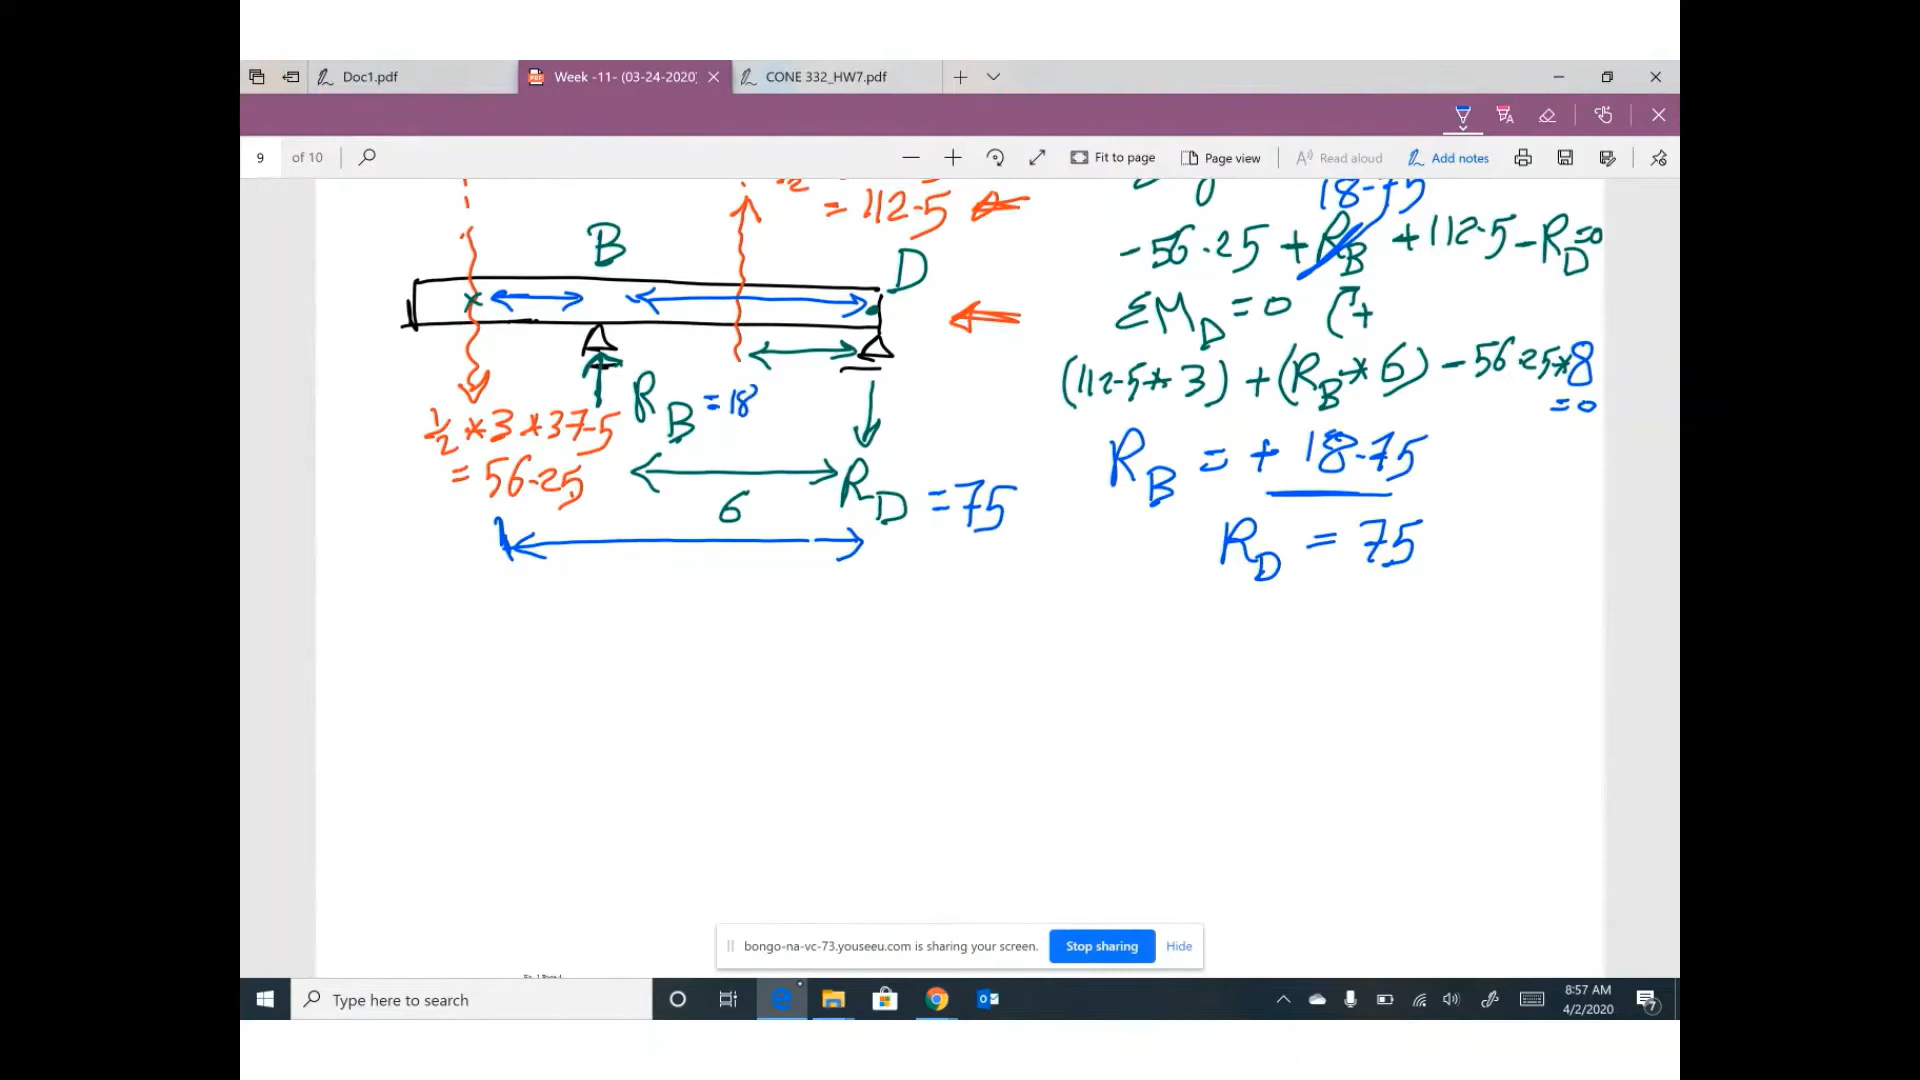 Doc1.pdf
Week -11- (03-24-2020)
CONE 332_HW7.pdf
9 of 10
Fit to page
Page view
Read aloud
Add notes
= 112.5
18.75
-56.25 + RB + 112.5 - RD = 0
B
D
ΣMD = 0 (+
(112.5 * 3) + (RB * 6) - 56.25 * 8
= 0
RB = 18
1/2 * 3 * 37.5
= 56.25
RB = + 18.75
6
RD = 75
RD = 75
bongo-na-vc-73.youseeu.com is sharing your screen.
Stop sharing
Hide
Type here to search
8:57 AM
4/2/2020
7